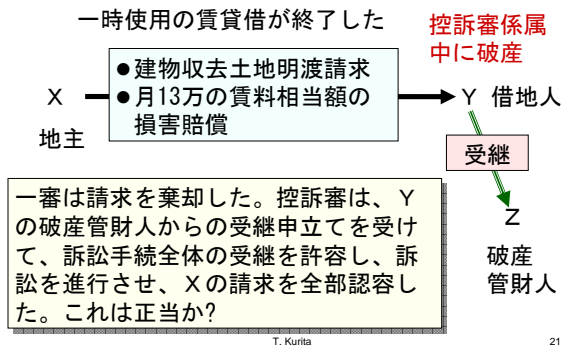 一時使用の賃貸借が終了した
控訴審係属
中に破産
●建物収去土地明渡請求
●月13万の賃料相当額の
損害賠償
X
地主
Y 借地人
受継
Z
破産
管財人
一審は請求を棄却した。控訴審は、Y
の破産管財人からの受継申立てを受け
て、訴訟手続全体の受継を許容し、訴
訟を進行させ、Xの請求を全部認容し
た。これは正当か?
T. Kurita
21